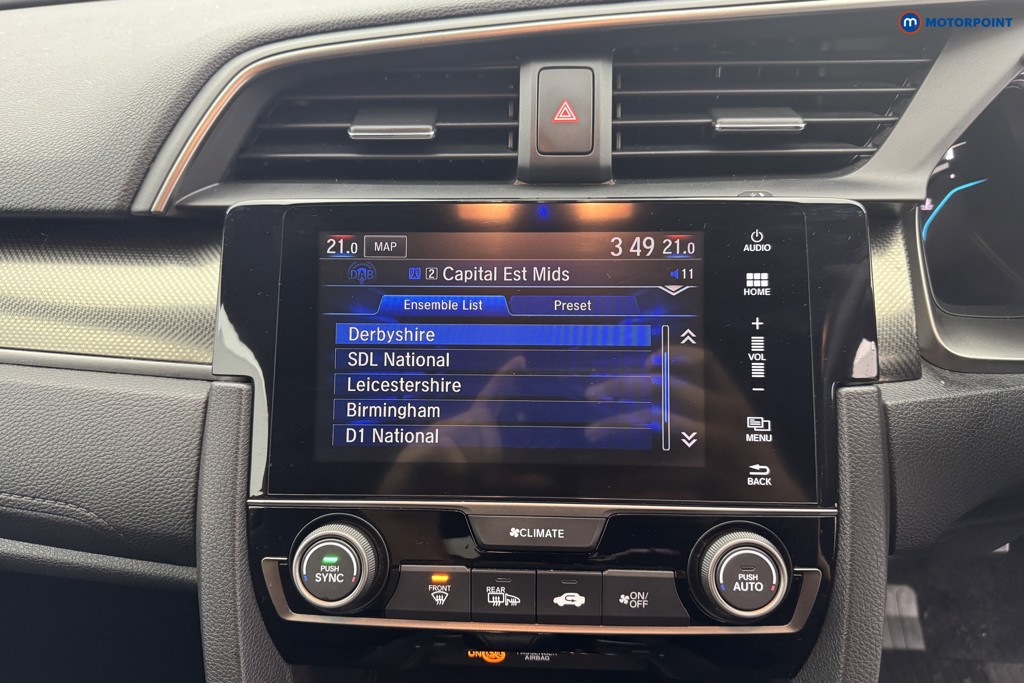 m MOTORPOINT
21.0 MAP 3 49 21.0
DAB 2 Capital Est Mids 11
Ensemble List Preset
Derbyshire
SDL National
Leicestershire
Birmingham
D1 National
AUDIO
HOME
+
VOL
-
MENU
BACK
CLIMATE
PUSH
SYNC
FRONT
REAR
ON/
OFF
PUSH
AUTO
PASSENGER
AIRBAG